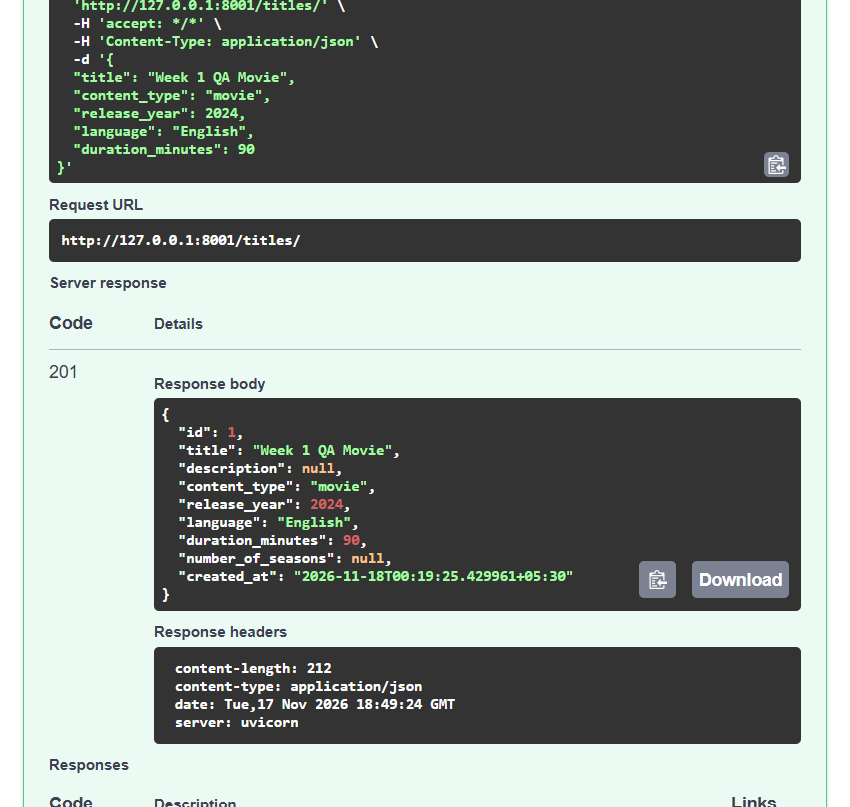 'http://127.0.0.1:8001/titles/' \
-H 'accept: */*' \
-H 'Content-Type: application/json' \
-d '{
"title": "Week 1 QA Movie",
"content_type": "movie",
"release_year": 2024,
"language": "English",
"duration_minutes": 90
}'
Request URL
http://127.0.0.1:8001/titles/
Server response
Code Details
201
Response body
{
"id": 1,
"title": "Week 1 QA Movie",
"description": null,
"content_type": "movie",
"release_year": 2024,
"language": "English",
"duration_minutes": 90,
"number_of_seasons": null,
"created_at": "2026-11-18T00:19:25.429961+05:30"
}
Download
Response headers
content-length: 212
content-type: application/json
date: Tue,17 Nov 2026 18:49:24 GMT
server: uvicorn
Responses
Code Description Links